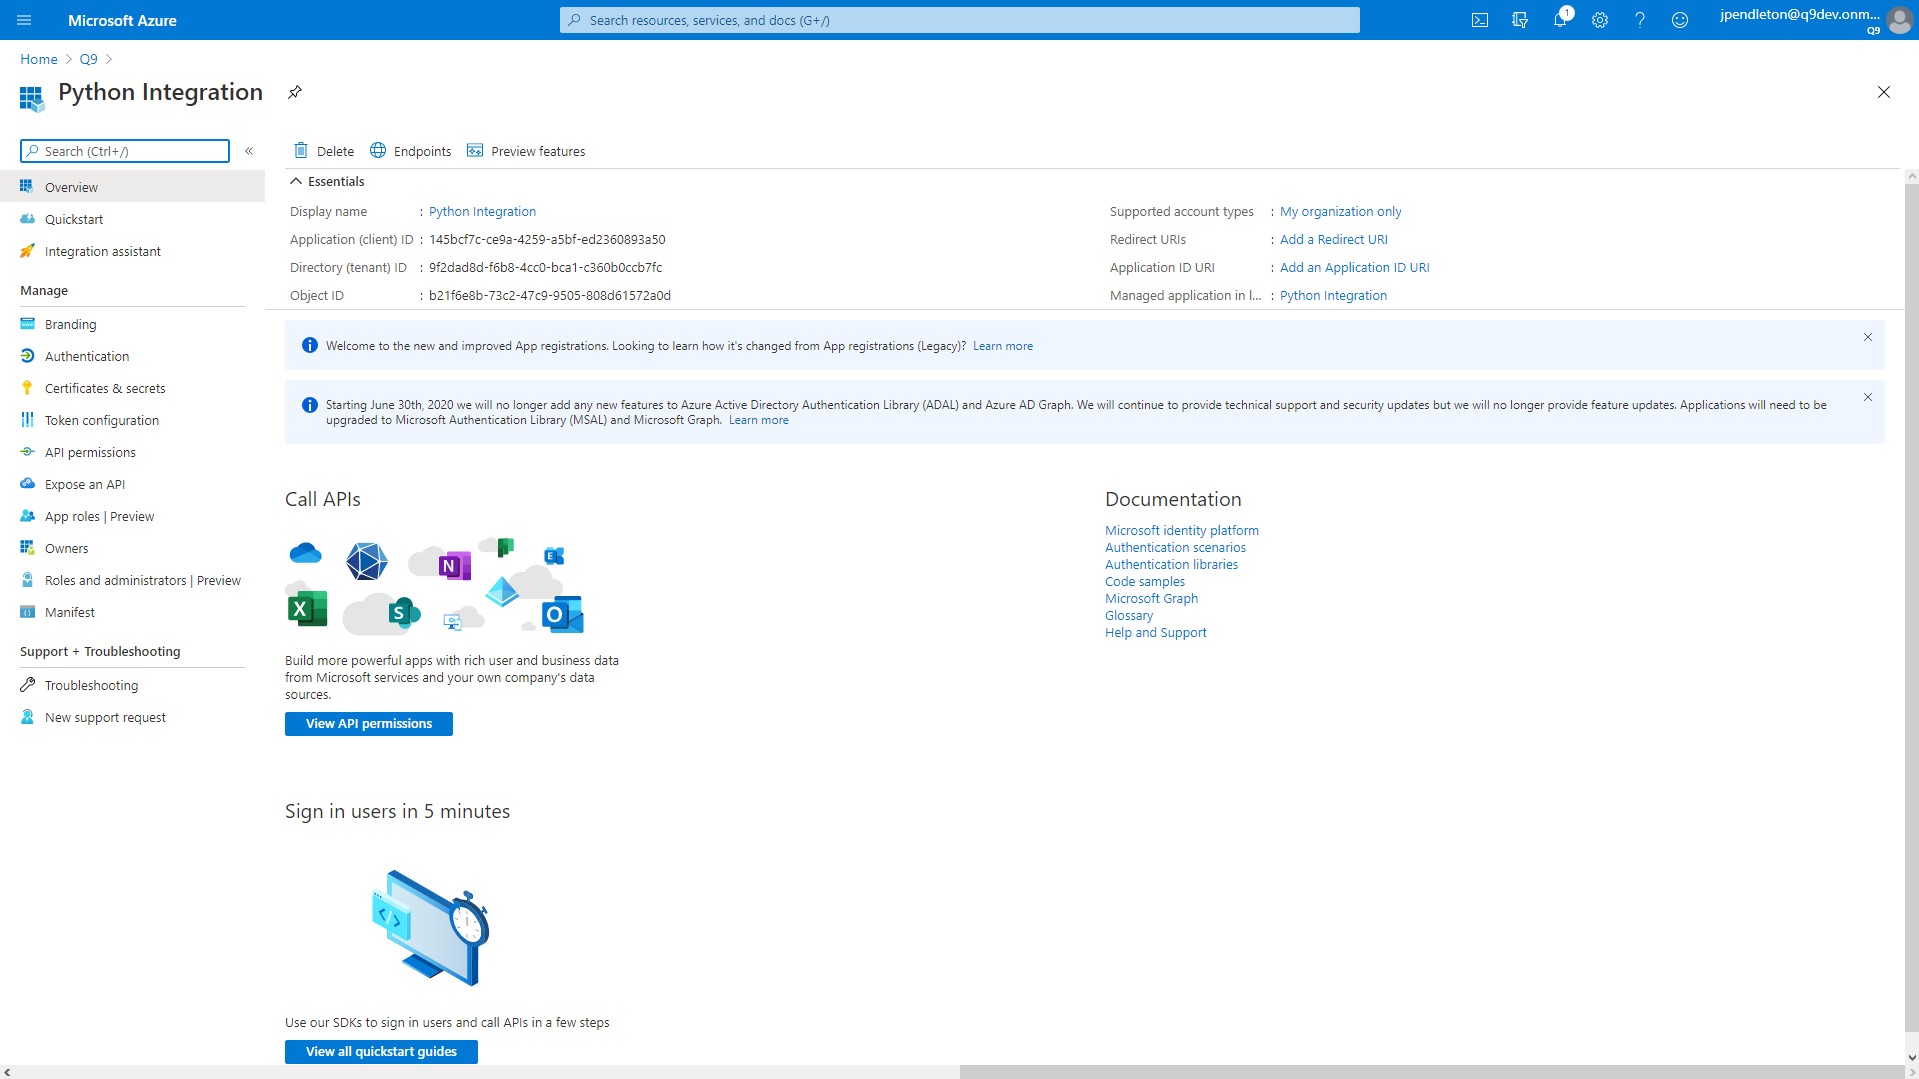 Microsoft Azure
Search resources, services, and docs (G+/)
1
jpendleton@q9dev.onm...
Q9
Home
Q9
Python Integration
Search (Ctrl+/)
Delete
Endpoints
Preview features
Overview
Quickstart
Integration assistant
Manage
Branding
Authentication
Certificates & secrets
Token configuration
API permissions
Expose an API
App roles | Preview
Owners
Roles and administrators | Preview
Manifest
Support + Troubleshooting
Troubleshooting
New support request
Essentials
Display name : Python Integration
Application (client) ID : 145bcf7c-ce9a-4259-a5bf-ed2360893a50
Directory (tenant) ID : 9f2dad8d-f6b8-4cc0-bca1-c360b0ccb7fc
Object ID : b21f6e8b-73c2-47c9-9505-808d61572a0d
Supported account types : My organization only
Redirect URIs : Add a Redirect URI
Application ID URI : Add an Application ID URI
Managed application in l... : Python Integration
Welcome to the new and improved App registrations. Looking to learn how it's changed from App registrations (Legacy)? Learn more
Starting June 30th, 2020 we will no longer add any new features to Azure Active Directory Authentication Library (ADAL) and Azure AD Graph. We will continue to provide technical support and security updates but we will no longer provide feature updates. Applications will need to be
upgraded to Microsoft Authentication Library (MSAL) and Microsoft Graph. Learn more
Call APIs
N
E
X
S
O
Build more powerful apps with rich user and business data
from Microsoft services and your own company's data
sources.
View API permissions
Documentation
Microsoft identity platform
Authentication scenarios
Authentication libraries
Code samples
Microsoft Graph
Glossary
Help and Support
Sign in users in 5 minutes
</>
Use our SDKs to sign in users and call APIs in a few steps
View all quickstart guides